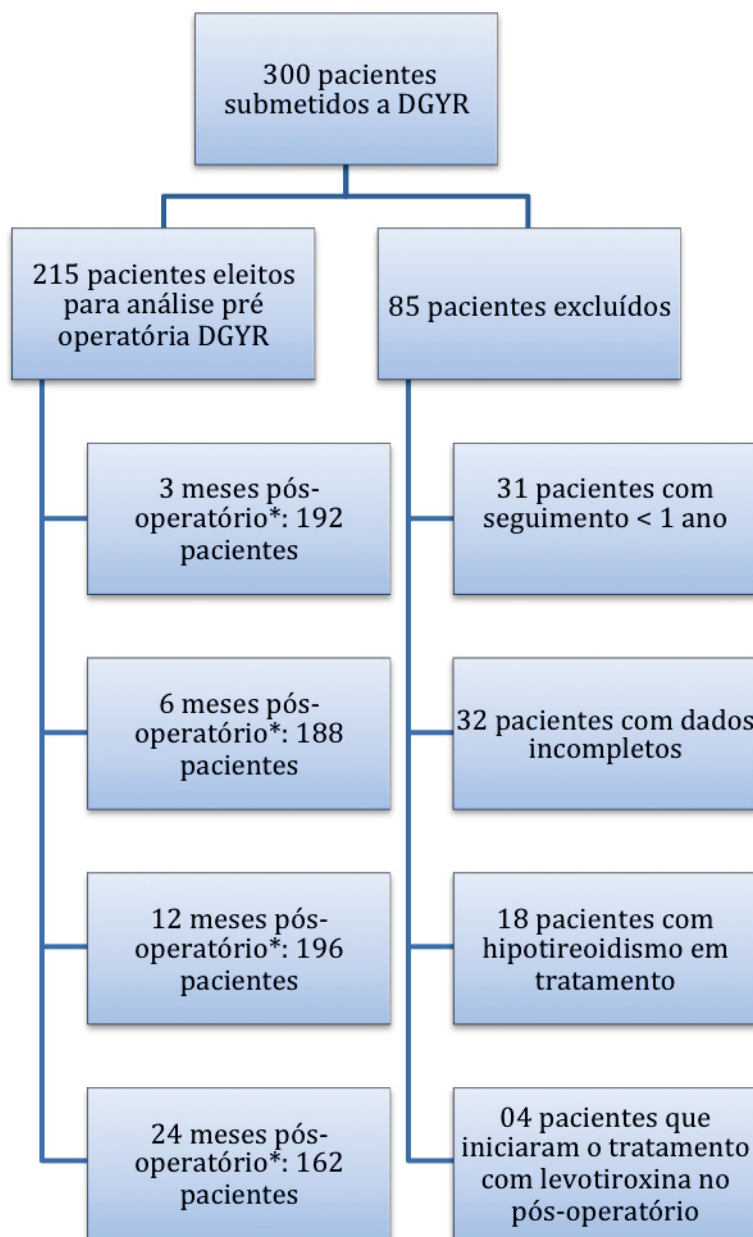 300 pacientes
submetidos a DGYR
215 pacientes eleitos
para análise pré
operatória DGYR
85 pacientes excluídos
3 meses pós-
operatório*: 192
pacientes
31 pacientes com
seguimento < 1 ano
6 meses pós-
operatório*: 188
pacientes
32 pacientes com dados
incompletos
12 meses pós-
operatório*: 196
pacientes
18 pacientes com
hipotireoidismo em
tratamento
24 meses pós-
operatório*: 162
pacientes
04 pacientes que
iniciaram o tratamento
com levotiroxina no
pós-operatório